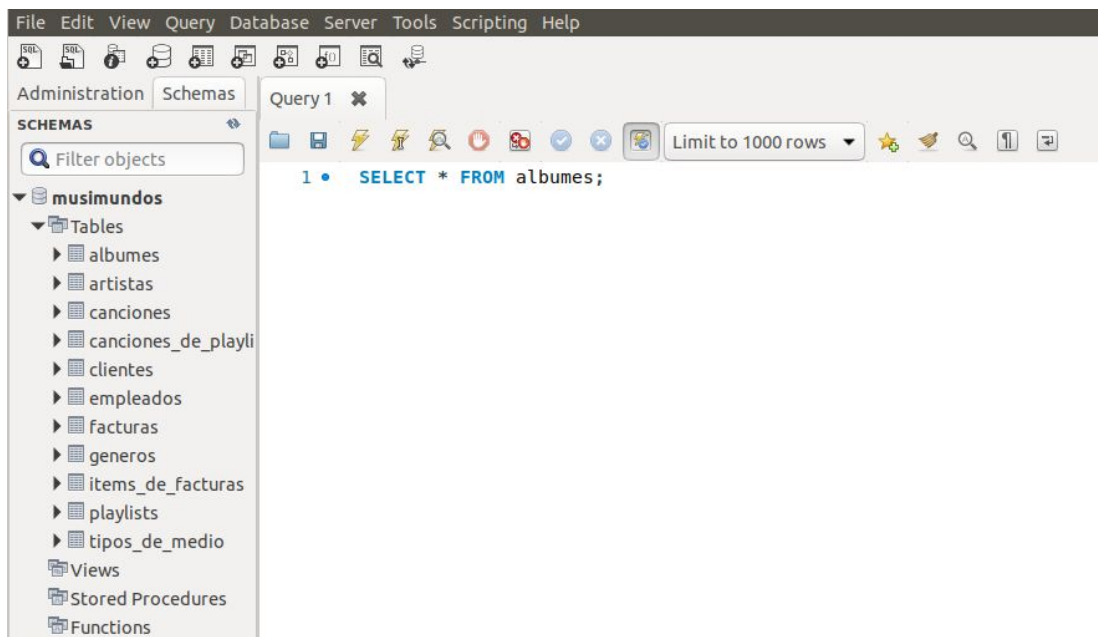 File Edit View Query Database Server Tools Scripting Help
Administration Schemas
Query 1
SCHEMAS
Limit to 1000 rows
Filter objects
1 SELECT * FROM albumes;
musimundos
Tables
albumes
artistas
canciones
canciones_de_playli
clientes
empleados
facturas
generos
items_de_facturas
playlists
tipos_de_medio
Views
Stored Procedures
Functions